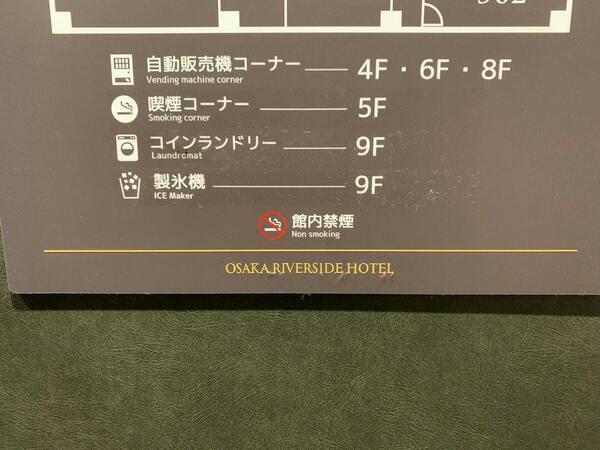 自動販売機コーナー 4F・6F・8F
Vending machine corner
喫煙コーナー 5F
Smoking corner
コインランドリー 9F
Laundromat
製氷機 9F
ICE Maker
館内禁煙
Non smoking
OSAKA RIVERSIDE HOTEL